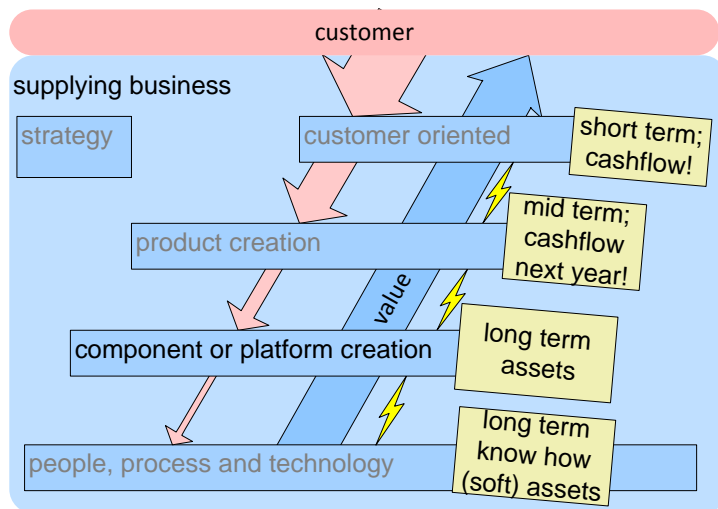 customer
supplying business
strategy
customer oriented
short term;
cashflow!
product creation
mid term;
cashflow
next year!
value
component or platform creation
long term
assets
people, process and technology
long term
know how
(soft) assets